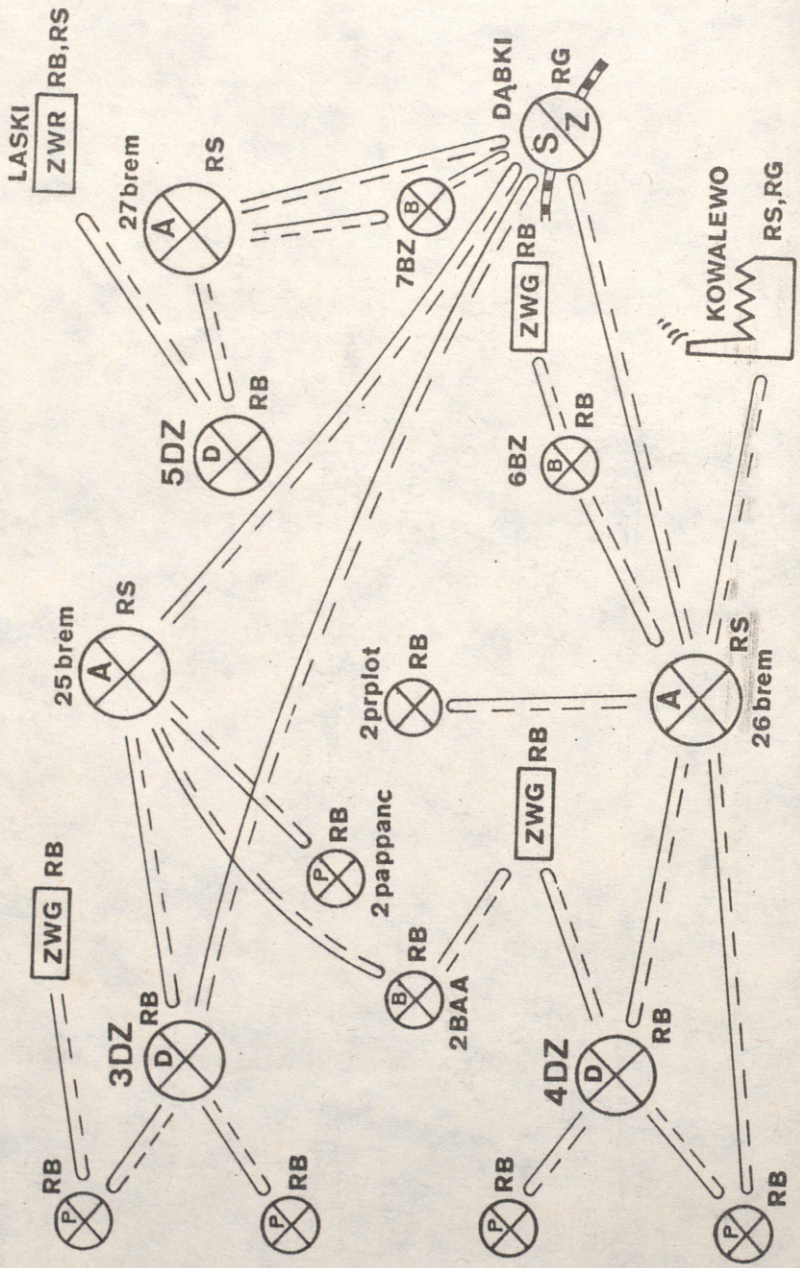 LASKI
ZWR RB,RS
ZWG RB
RB
P
25brem
A
RS
27brem
A
RS
3DZ
D
RB
5DZ
D
RB
P
RB
P
RB
2pappanc
2prplot
RB
B
RB
2BAA
7BZ
B
DĄBKI
S
Z
RG
P
RB
ZWG RB
6BZ
B
RB
ZWG RB
4DZ
D
RB
A
RS
26brem
KOWALEWO
RS,RG
P
RB